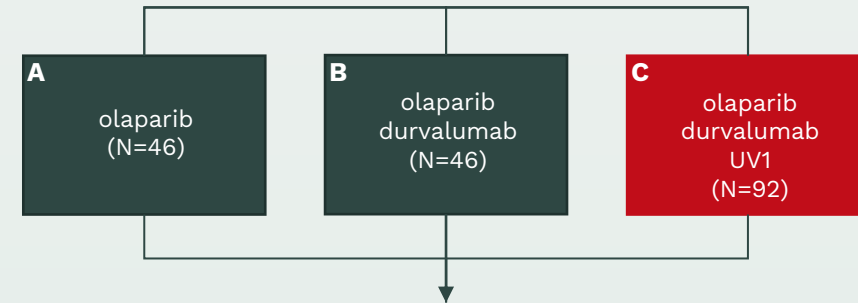 A
olaparib
(N=46)
B
olaparib
durvalumab
(N=46)
C
olaparib
durvalumab
UV1
(N=92)